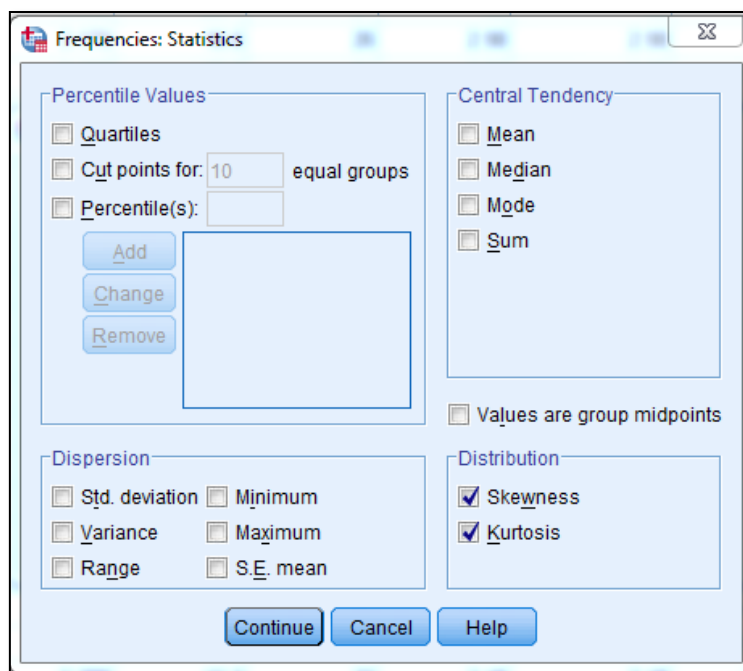 Frequencies: Statistics
Percentile Values
Quartiles
Cut points for: 10 equal groups
Percentile(s):
Add
Change
Remove
Central Tendency
Mean
Median
Mode
Sum
Values are group midpoints
Dispersion
Std. deviation Minimum
Variance Maximum
Range S.E. mean
Distribution
Skewness
Kurtosis
Continue Cancel Help